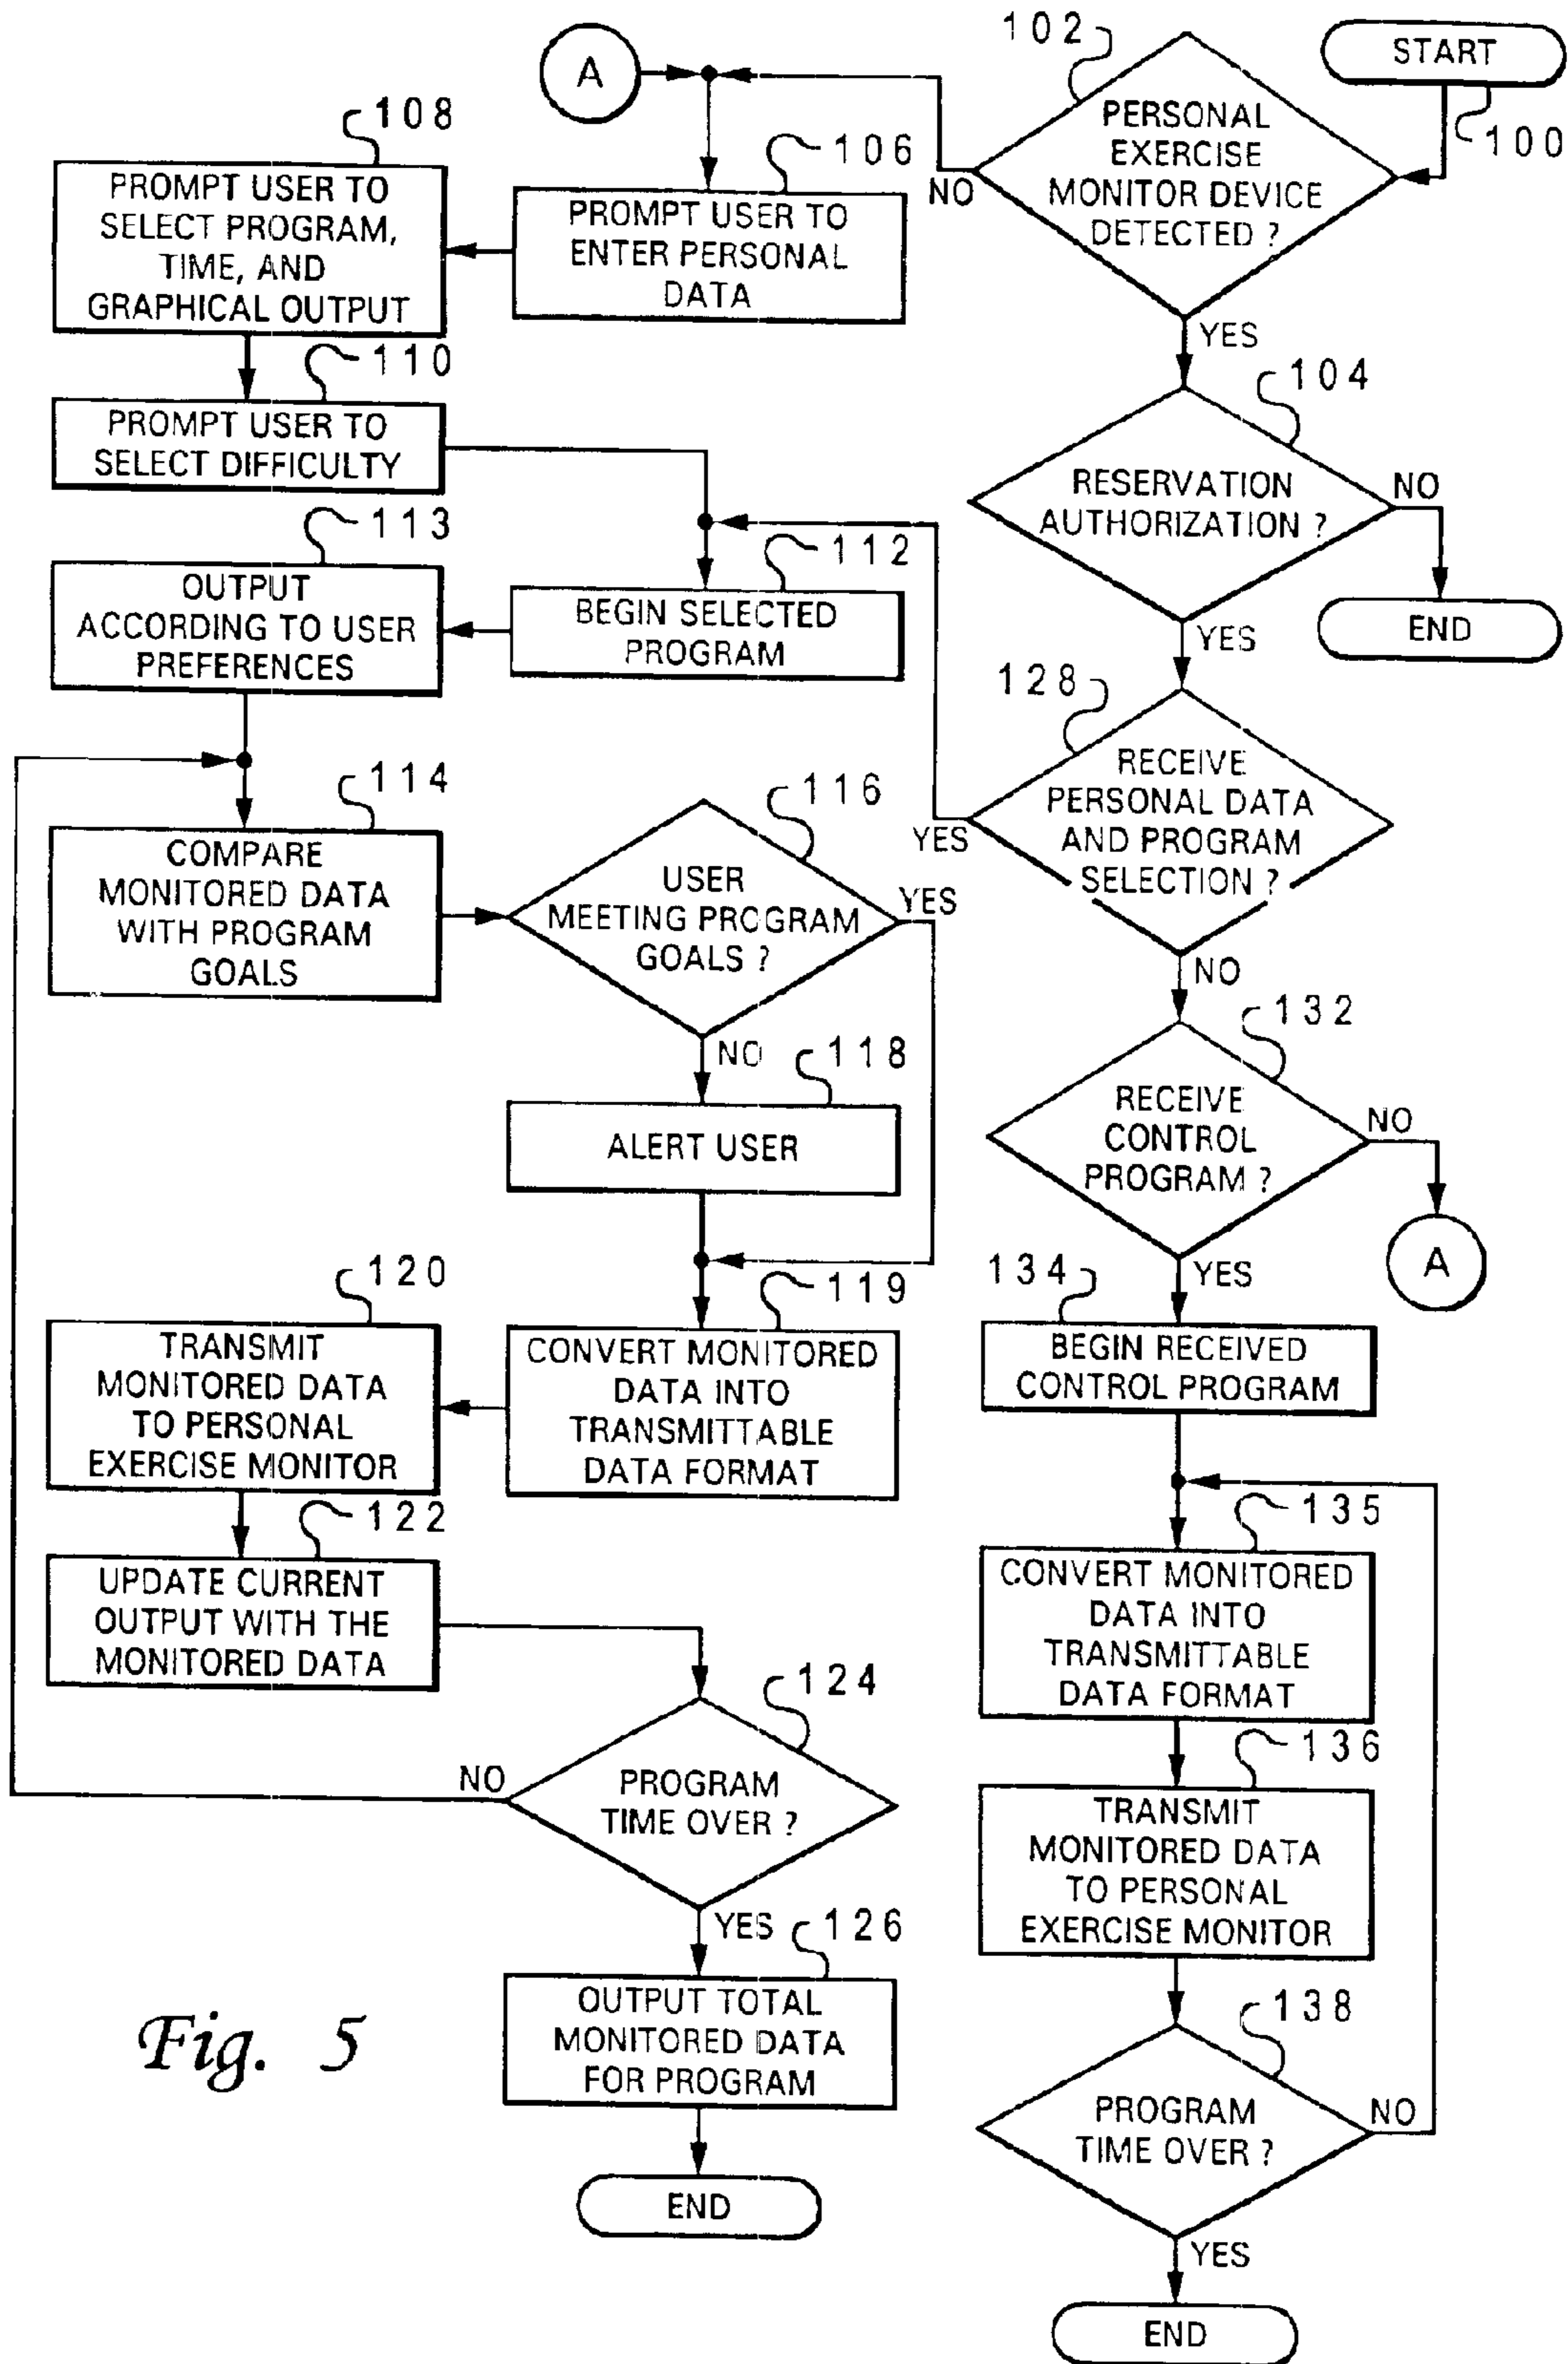 START
100
102
PERSONAL
EXERCISE
MONITOR DEVICE
DETECTED ?
NO
YES
A
106
PROMPT USER TO
ENTER PERSONAL
DATA
108
PROMPT USER TO
SELECT PROGRAM,
TIME, AND
GRAPHICAL OUTPUT
110
PROMPT USER TO
SELECT DIFFICULTY
104
RESERVATION
AUTHORIZATION ?
NO
END
YES
112
BEGIN SELECTED
PROGRAM
113
OUTPUT
ACCORDING TO USER
PREFERENCES
128
RECEIVE
PERSONAL DATA
AND PROGRAM
SELECTION ?
YES
NO
114
COMPARE
MONITORED DATA
WITH PROGRAM
GOALS
116
USER
MEETING PROGRAM
GOALS ?
YES
NO
118
ALERT USER
132
RECEIVE
CONTROL
PROGRAM ?
NO
A
YES
119
CONVERT MONITORED
DATA INTO
TRANSMITTABLE
DATA FORMAT
120
TRANSMIT
MONITORED DATA
TO PERSONAL
EXERCISE MONITOR
122
UPDATE CURRENT
OUTPUT WITH THE
MONITORED DATA
124
PROGRAM
TIME OVER ?
NO
YES
126
OUTPUT TOTAL
MONITORED DATA
FOR PROGRAM
END
134
BEGIN RECEIVED
CONTROL PROGRAM
135
CONVERT MONITORED
DATA INTO
TRANSMITTABLE
DATA FORMAT
136
TRANSMIT
MONITORED DATA
TO PERSONAL
EXERCISE MONITOR
138
PROGRAM
TIME OVER ?
NO
YES
END
Fig. 5